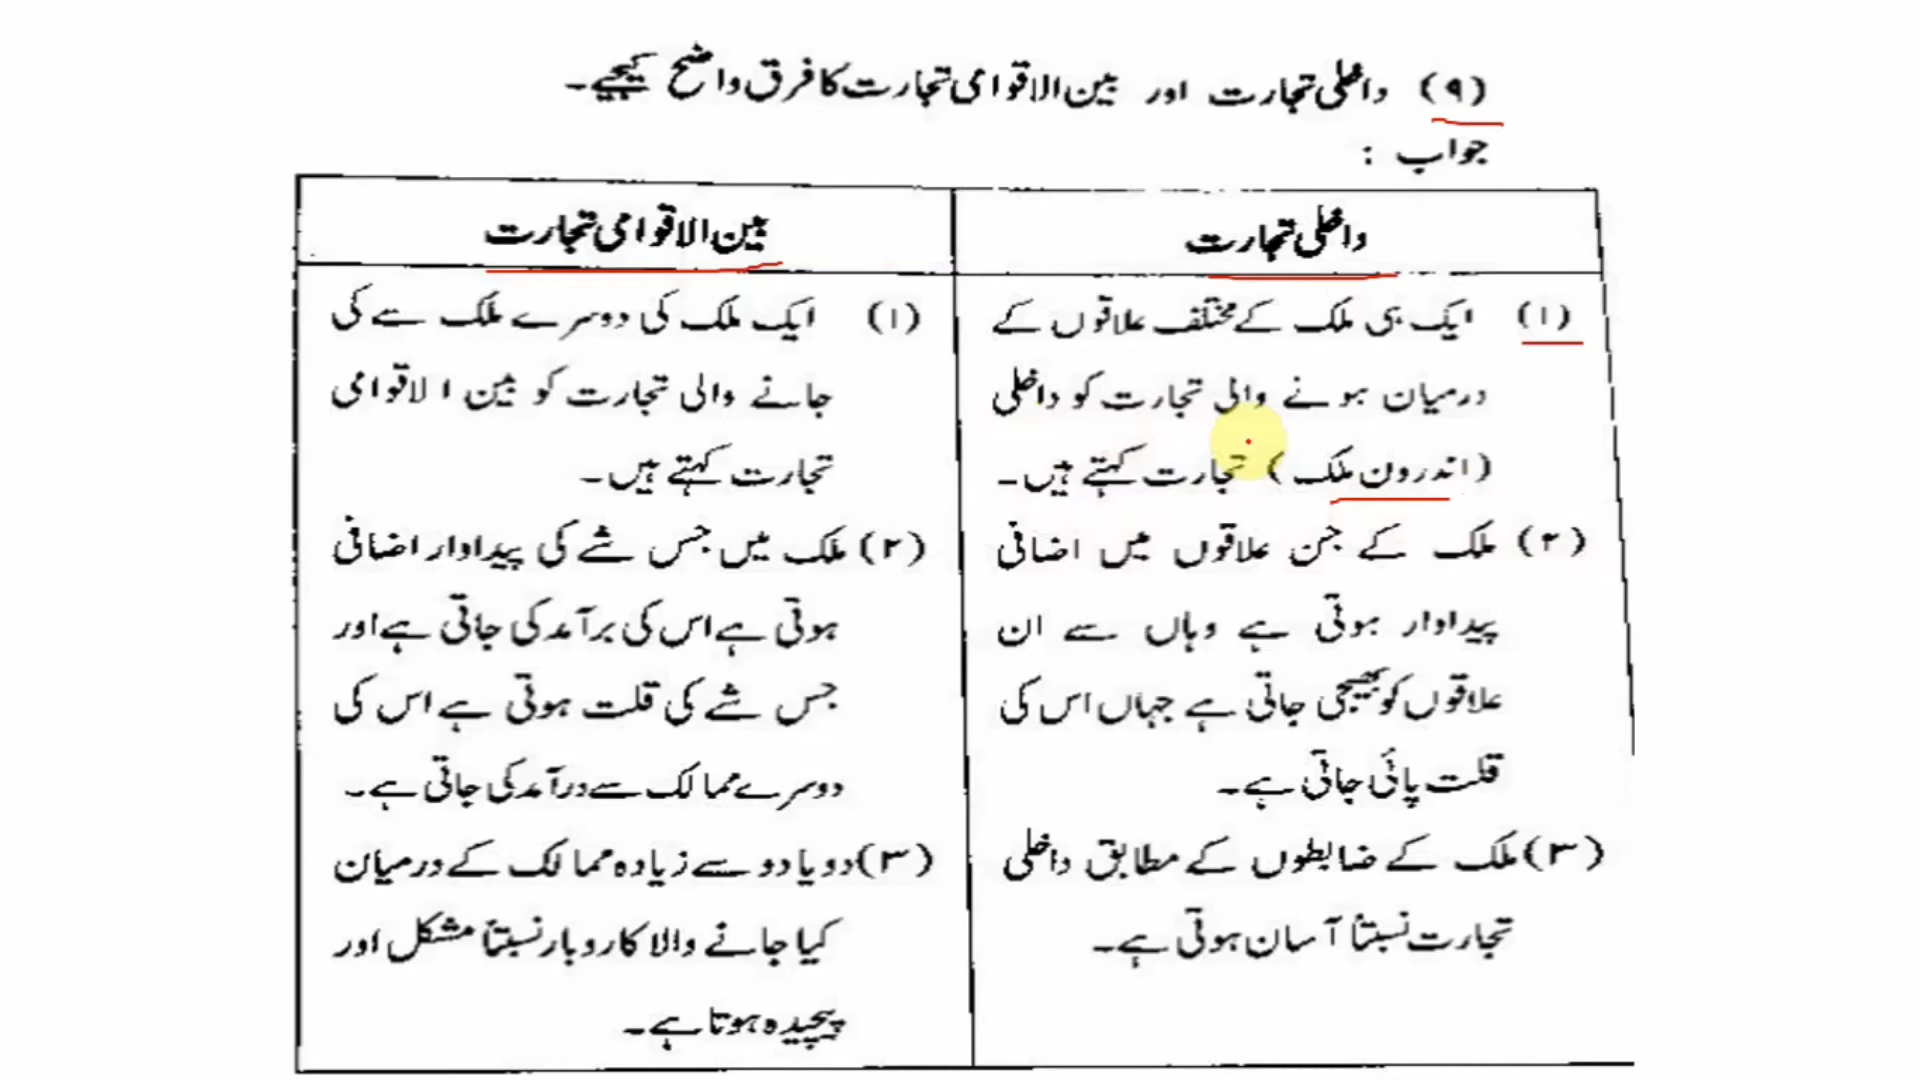 (۹) داخلی تجارت اور بین الاقوامی تجارت کا فرق واضح کیجیے۔
جواب :
داخلی تجارت
(۱) ایک ہی ملک کے مختلف علاقوں کے
درمیان ہونے والی تجارت کو داخلی
(اندرون ملک) تجارت کہتے ہیں۔
(۲) ملک کے جن علاقوں میں اضافی
پیداوار ہوتی ہے وہاں سے ان
علاقوں کو بھیجی جاتی ہے جہاں اس کی
قلت پائی جاتی ہے۔
(۳) ملک کے ضابطوں کے مطابق داخلی
تجارت نسبتاً آسان ہوتی ہے۔
بین الاقوامی تجارت
(۱) ایک ملک کی دوسرے ملک سے کی
جانے والی تجارت کو بین الاقوامی
تجارت کہتے ہیں۔
(۲) ملک میں جس شے کی پیداوار اضافی
ہوتی ہے اس کی برآمد کی جاتی ہے اور
جس شے کی قلت ہوتی ہے اس کی
دوسرے ممالک سے درآمد کی جاتی ہے۔
(۳) دو یا دو سے زیادہ ممالک کے درمیان
کیا جانے والا کاروبار نسبتاً مشکل اور
پیچیدہ ہوتا ہے۔